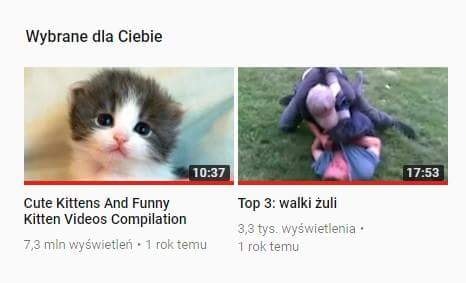 Wybrane dla Ciebie
10:37
17:53
Cute Kittens And Funny
Kitten Videos Compilation
7,3 mln wyświetleń • 1 rok temu
Top 3: walki żuli
3,3 tys. wyświetlenia •
1 rok temu